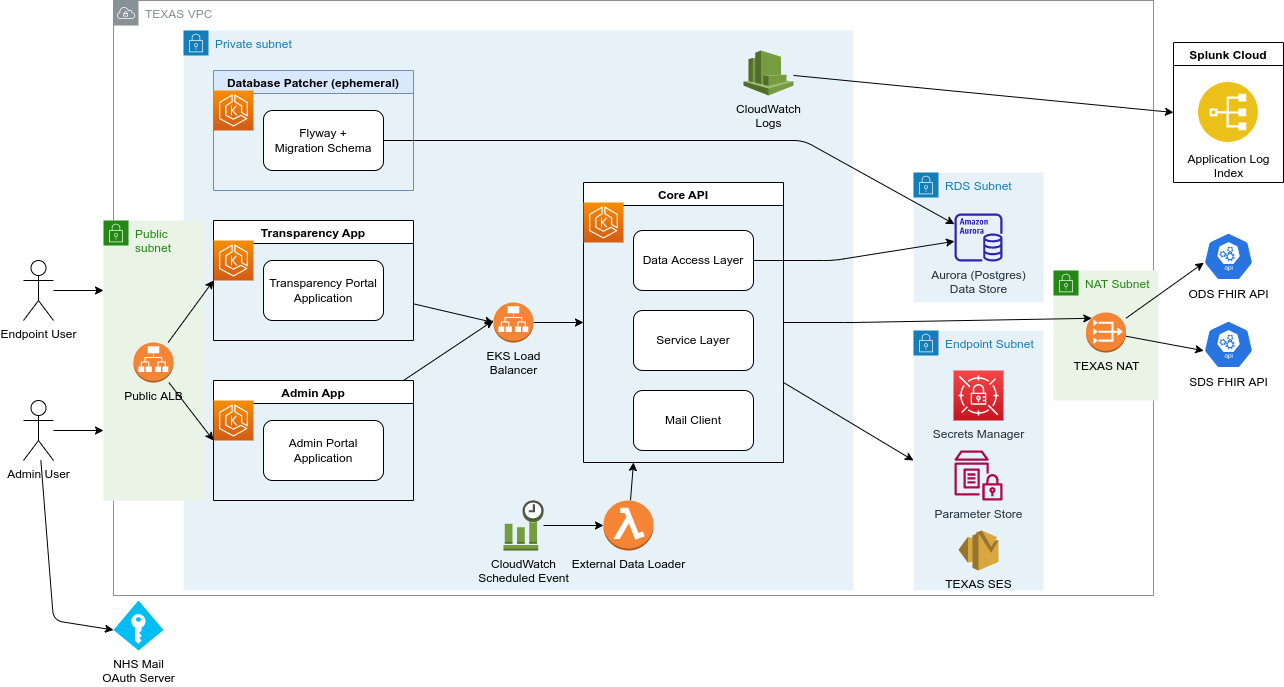 TEXAS VPC
Private subnet
Database Patcher (ephemeral)
Flyway +
Migration Schema
CloudWatch
Logs
Splunk Cloud
Application Log
Index
Public
subnet
Transparency App
Transparency Portal
Application
Core API
Data Access Layer
Service Layer
Mail Client
RDS Subnet
Amazon
Aurora
Aurora (Postgres)
Data Store
NAT Subnet
TEXAS NAT
api
ODS FHIR API
api
SDS FHIR API
Endpoint User
Public ALB
EKS Load
Balancer
Endpoint Subnet
Secrets Manager
Parameter Store
TEXAS SES
Admin App
Admin Portal
Application
Admin User
CloudWatch
Scheduled Event
External Data Loader
NHS Mail
OAuth Server